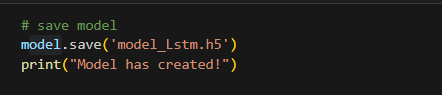 # save model
model.save('model_Lstm.h5')
print("Model has created!")